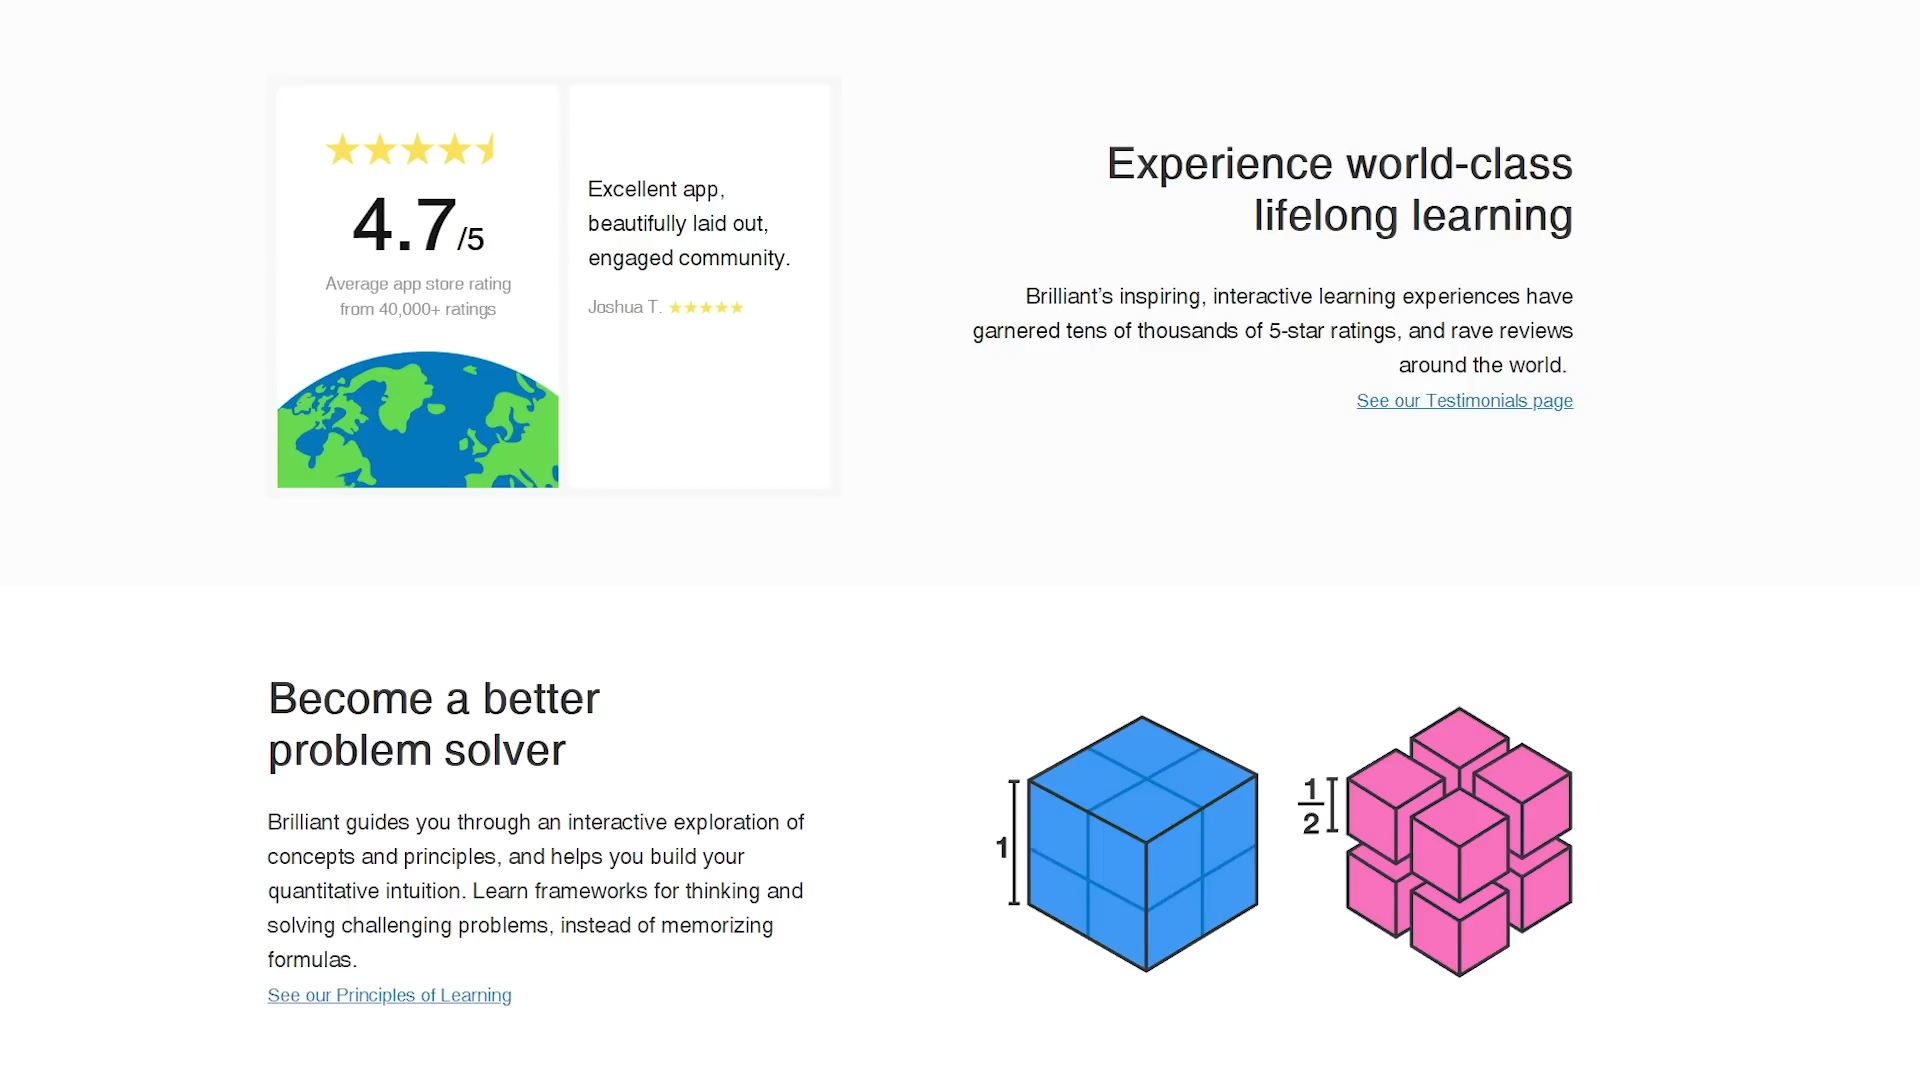 4.7/5
Average app store rating
from 40,000+ ratings
Excellent app,
beautifully laid out,
engaged community.
Joshua T.
Experience world-class
lifelong learning
Brilliant’s inspiring, interactive learning experiences have
garnered tens of thousands of 5-star ratings, and rave reviews
around the world.
See our Testimonials page
Become a better
problem solver
Brilliant guides you through an interactive exploration of
concepts and principles, and helps you build your
quantitative intuition. Learn frameworks for thinking and
solving challenging problems, instead of memorizing
formulas.
See our Principles of Learning
1
1
2